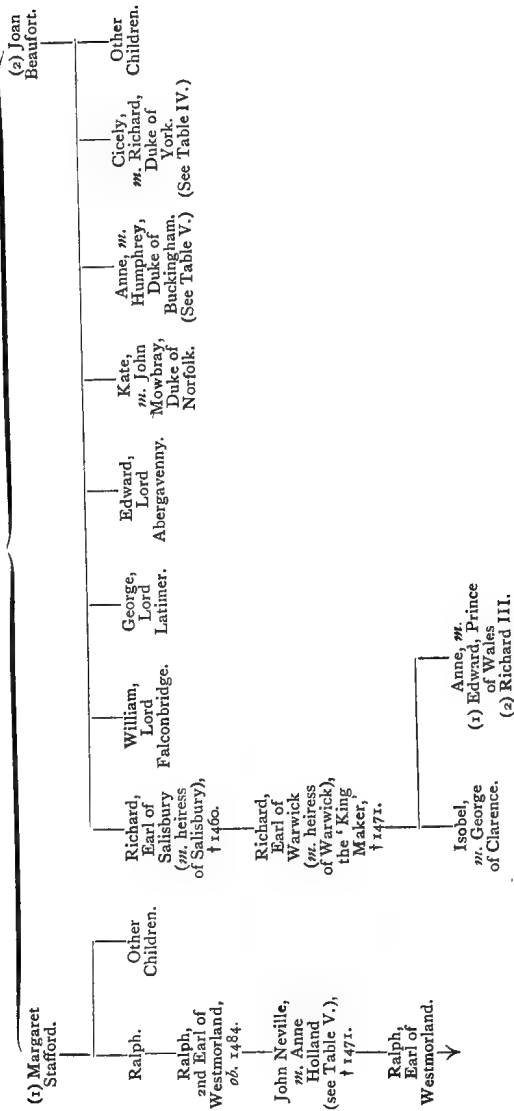 (1) Margaret
Stafford.
(2) Joan
Beaufort.
Ralph.
Other
Children.
Ralph,
2nd Earl of
Westmorland,
ob. 1484.
John Neville,
m. Anne
Holland
(see Table V.),
† 1471.
Ralph,
Earl of
Westmorland.
Richard,
Earl of
Salisbury
(m. heiress
of Salisbury),
† 1460.
Richard,
Earl of
Warwick
(m. heiress
of Warwick),
the ‘King
Maker,’
† 1471.
Isobel,
m. George
of Clarence.
Anne, m.
(1) Edward, Prince
of Wales
(2) Richard III.
William,
Lord
Falconbridge.
George,
Lord
Latimer.
Edward,
Lord
Abergavenny.
Kate,
m. John
Mowbray,
Duke of
Norfolk.
Anne, m.
Humphrey,
Duke of
Buckingham.
(See Table V.)
Cicely,
m. Richard,
Duke of
York.
(See Table IV.)
Other
Children.